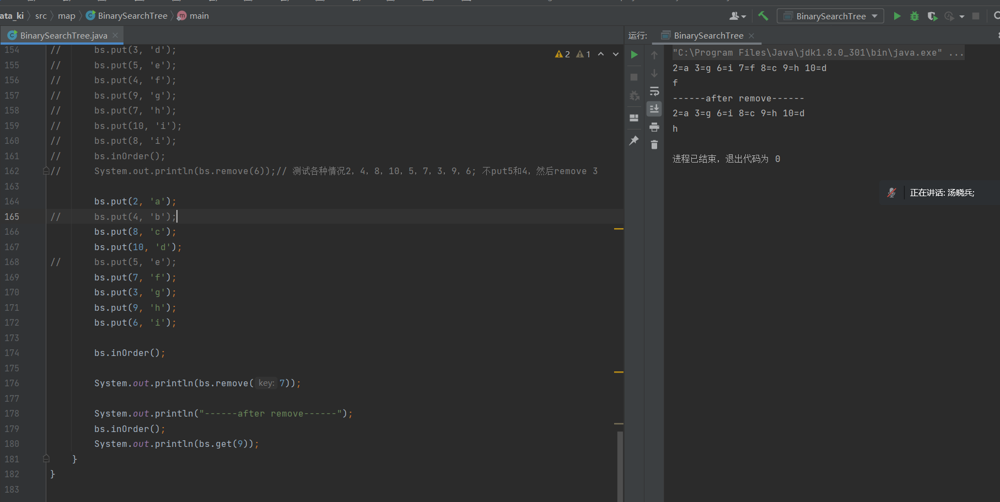 ata_ki src map BinarySearchTree main
BinarySearchTree
BinarySearchTree.java
2 1
154 // bs.put(3, 'd');
155 // bs.put(5, 'e');
156 // bs.put(4, 'f');
157 // bs.put(9, 'g');
158 // bs.put(7, 'h');
159 // bs.put(10, 'i');
160 // bs.put(8, 'i');
161 // bs.inOrder();
162 // System.out.println(bs.remove(6));// 测试各种情况2，4，8，10，5，7，3，9，6; 不put5和4，然后remove 3
163
164 bs.put(2, 'a');
165 // bs.put(4, 'b');
166 bs.put(8, 'c');
167 bs.put(10, 'd');
168 // bs.put(5, 'e');
169 bs.put(7, 'f');
170 bs.put(3, 'g');
171 bs.put(9, 'h');
172 bs.put(6, 'i');
173
174 bs.inOrder();
175
176 System.out.println(bs.remove( key: 7));
177
178 System.out.println("------after remove------");
179 bs.inOrder();
180 System.out.println(bs.get(9));
181 }
182 }
183
运行: BinarySearchTree
"C:\Program Files\Java\jdk1.8.0_301\bin\java.exe" ...
2=a 3=g 6=i 7=f 8=c 9=h 10=d
f
------after remove------
2=a 3=g 6=i 8=c 9=h 10=d
h
进程已结束，退出代码为 0
正在讲话: 汤晓兵;